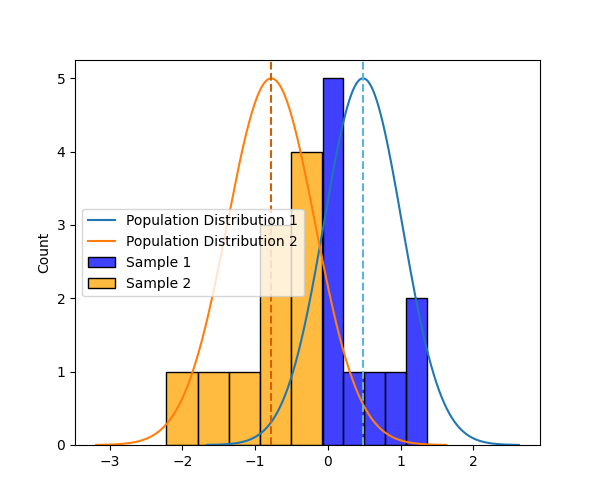 5
4
3
2
1
0
Count
Population Distribution 1
Population Distribution 2
Sample 1
Sample 2
−3 −2 −1 0 1 2